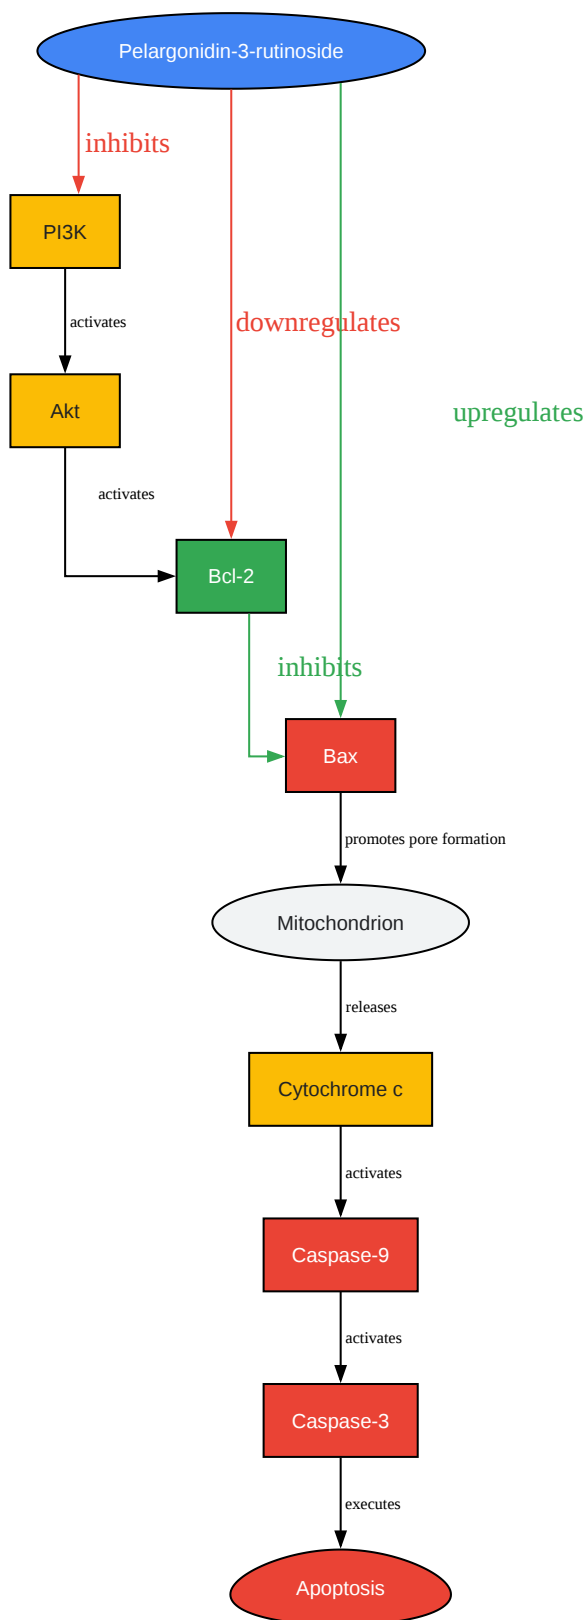 Pelargonidin-3-rutinoside
inhibits
PI3K
activates
downregulates
Akt
upregulates
activates
Bcl-2
inhibits
Bax
promotes pore formation
Mitochondrion
releases
Cytochrome c
activates
Caspase-9
activates
Caspase-3
executes
Apoptosis